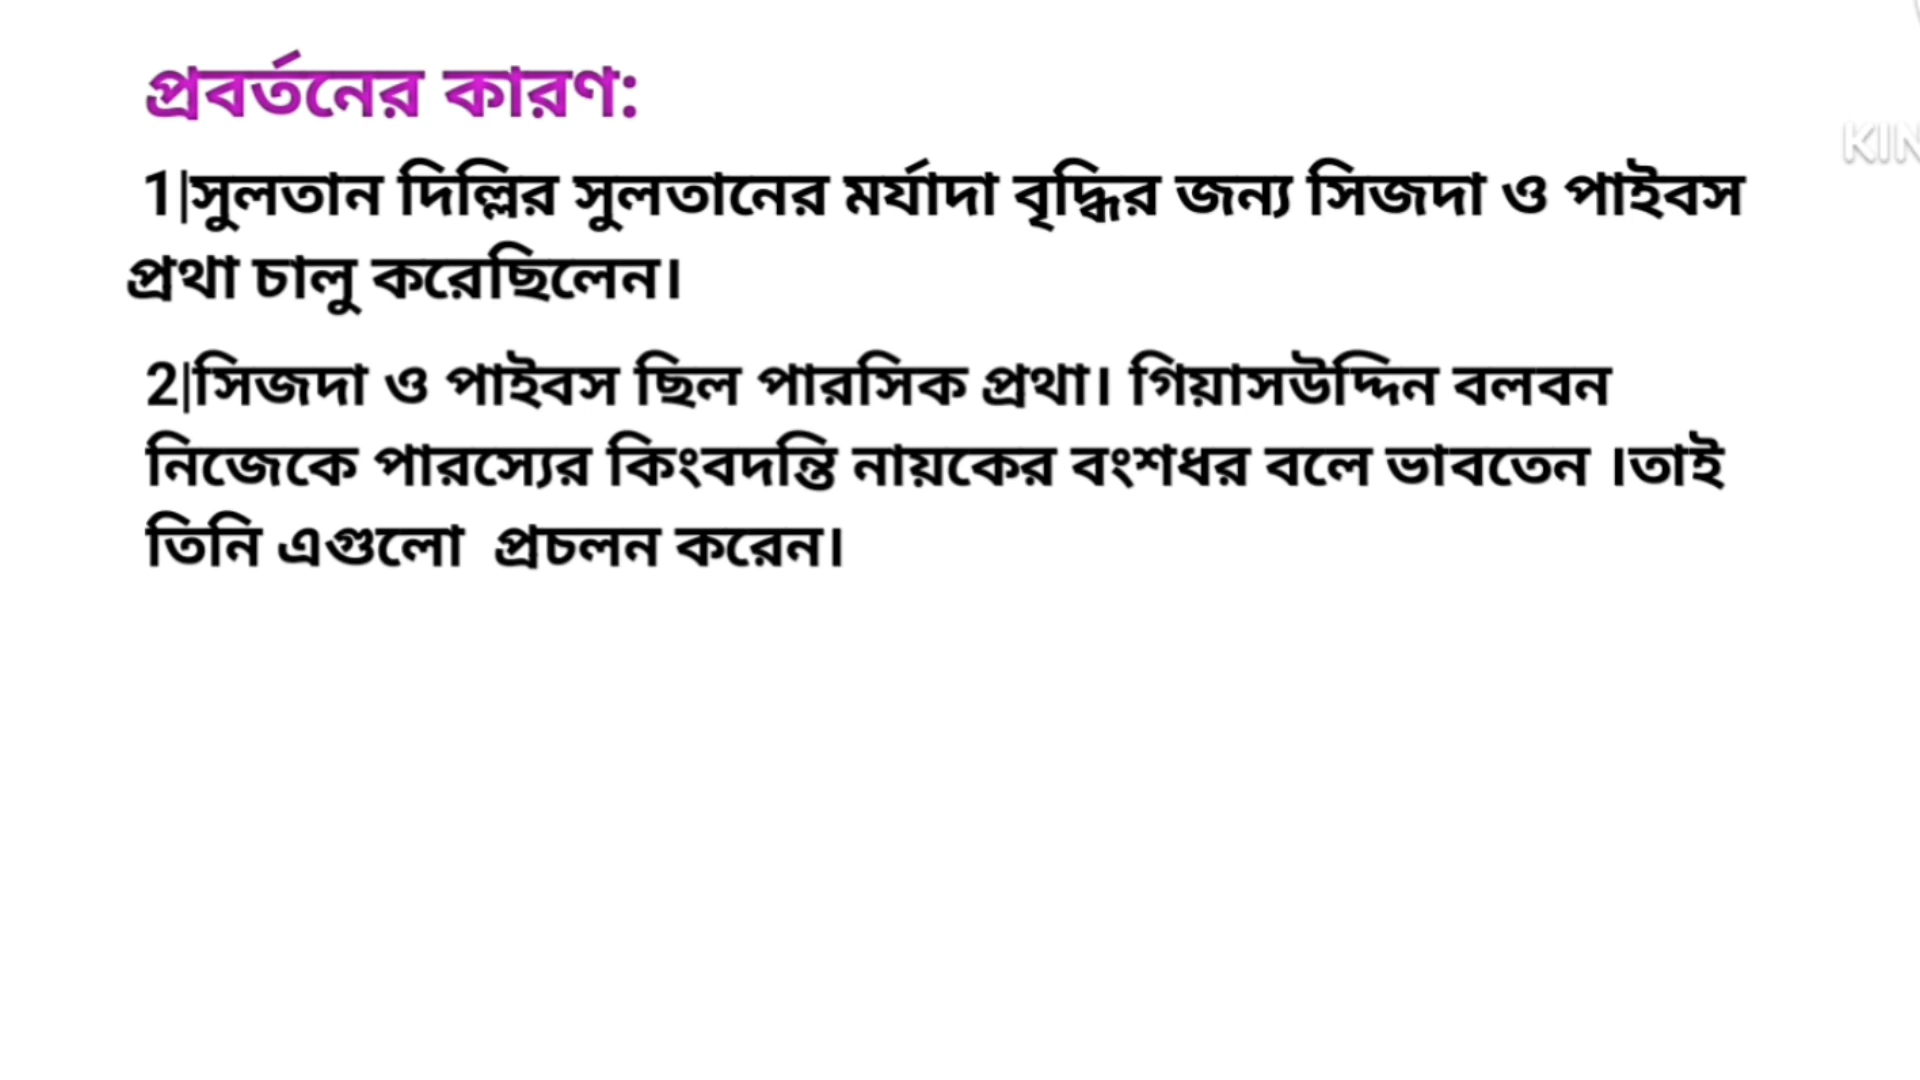 প্রবর্তনের কারণ:
1|সুলতান দিল্লির সুলতানের মর্যাদা বৃদ্ধির জন্য সিজদা ও পাইবস
প্রথা চালু করেছিলেন।
2|সিজদা ও পাইবস ছিল পারসিক প্রথা। গিয়াসউদ্দিন বলবন
নিজেকে পারস্যের কিংবদন্তি নায়কের বংশধর বলে ভাবতেন ।তাই
তিনি এগুলো  প্রচলন করেন।